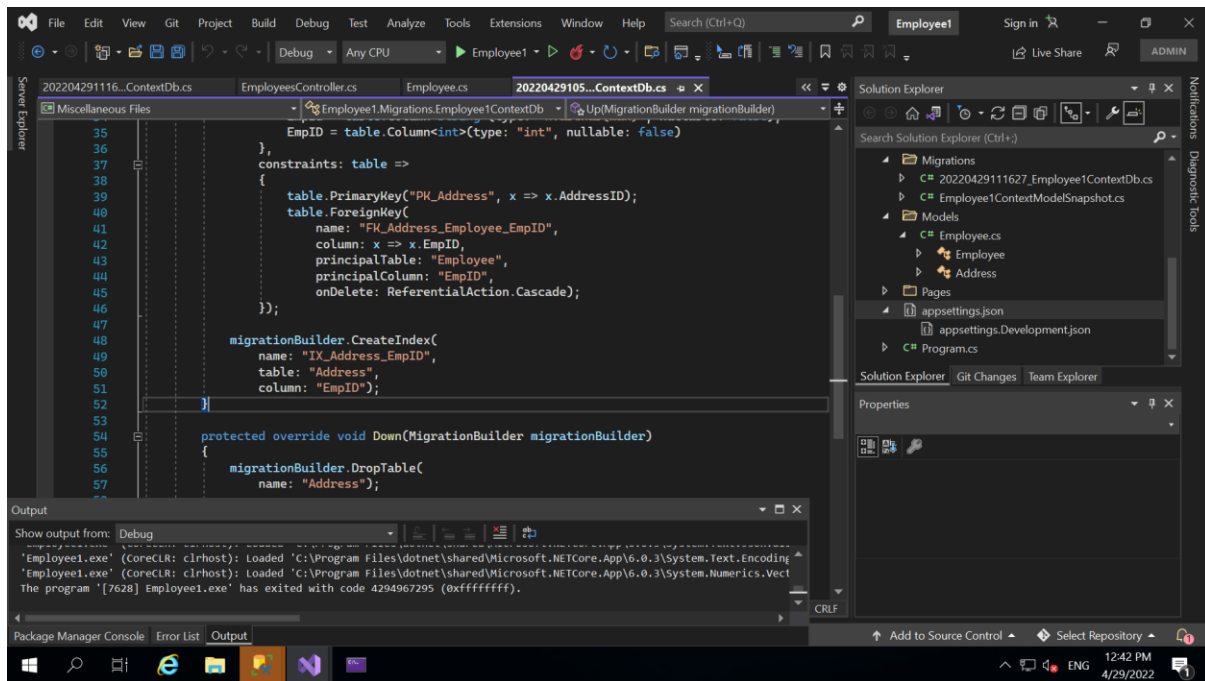 File Edit View Git Project Build Debug Test Analyze Tools Extensions Window Help Search (Ctrl+Q) Employee1 Sign in
Debug Any CPU Employee1 Live Share ADMIN
Server Explorer
202204291116...ContextDb.cs EmployeesController.cs Employee.cs 20220429105...ContextDb.cs
Miscellaneous Files Employee1.Migrations.Employee1ContextDb Up(MigrationBuilder migrationBuilder)
35 EmpID = table.Column<int>(type: "int", nullable: false)
36 },
37 constraints: table =>
38 {
39 table.PrimaryKey("PK_Address", x => x.AddressID);
40 table.ForeignKey(
41 name: "FK_Address_Employee_EmpID",
42 column: x => x.EmpID,
43 principalTable: "Employee",
44 principalColumn: "EmpID",
45 onDelete: ReferentialAction.Cascade);
46 });
47
48 migrationBuilder.CreateIndex(
49 name: "IX_Address_EmpID",
50 table: "Address",
51 column: "EmpID");
52 }
53
54 protected override void Down(MigrationBuilder migrationBuilder)
55 {
56 migrationBuilder.DropTable(
57 name: "Address");
CRLF
Solution Explorer
Search Solution Explorer (Ctrl+;)
Migrations
C# 20220429111627_Employee1ContextDb.cs
C# Employee1ContextModelSnapshot.cs
Models
C# Employee.cs
Employee
Address
Pages
appsettings.json
appsettings.Development.json
C# Program.cs
Solution Explorer Git Changes Team Explorer
Properties
Notifications
Diagnostic Tools
Output
Show output from: Debug
'Employee1.exe' (CoreCLR: clrhost): Loaded 'C:\Program Files\dotnet\shared\Microsoft.NETCore.App\6.0.3\System.Text.Encoding
'Employee1.exe' (CoreCLR: clrhost): Loaded 'C:\Program Files\dotnet\shared\Microsoft.NETCore.App\6.0.3\System.Numerics.Vect
The program '[7628] Employee1.exe' has exited with code 4294967295 (0xffffffff).
Package Manager Console Error List Output
Add to Source Control Select Repository 1
ENG 12:42 PM
4/29/2022 1